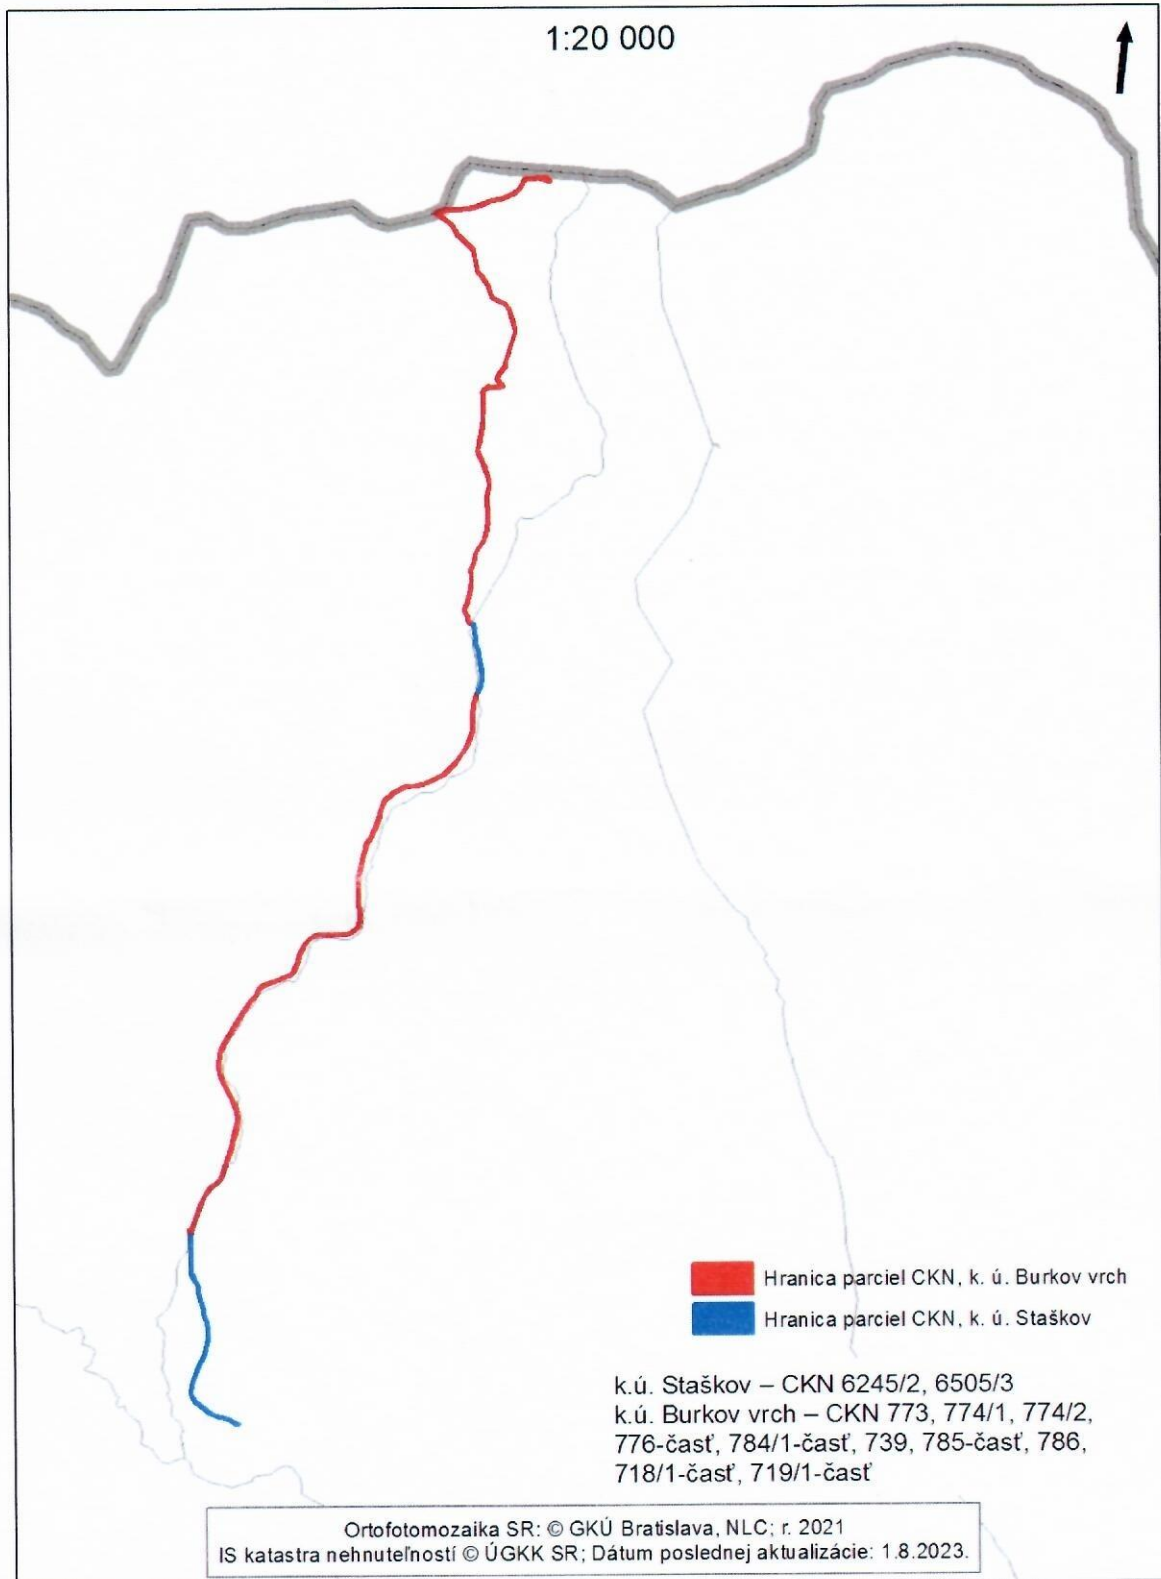 1:20 000
Hranica parciel CKN, k. ú. Burkov vrch
Hranica parciel CKN, k. ú. Staškov
k.ú. Staškov – CKN 6245/2, 6505/3
k.ú. Burkov vrch – CKN 773, 774/1, 774/2,
776-časť, 784/1-časť, 739, 785-časť, 786,
718/1-časť, 719/1-časť
Ortofotomozaika SR: © GKÚ Bratislava, NLC; r. 2021
IS katastra nehnuteľností © ÚGKK SR; Dátum poslednej aktualizácie: 1.8.2023.